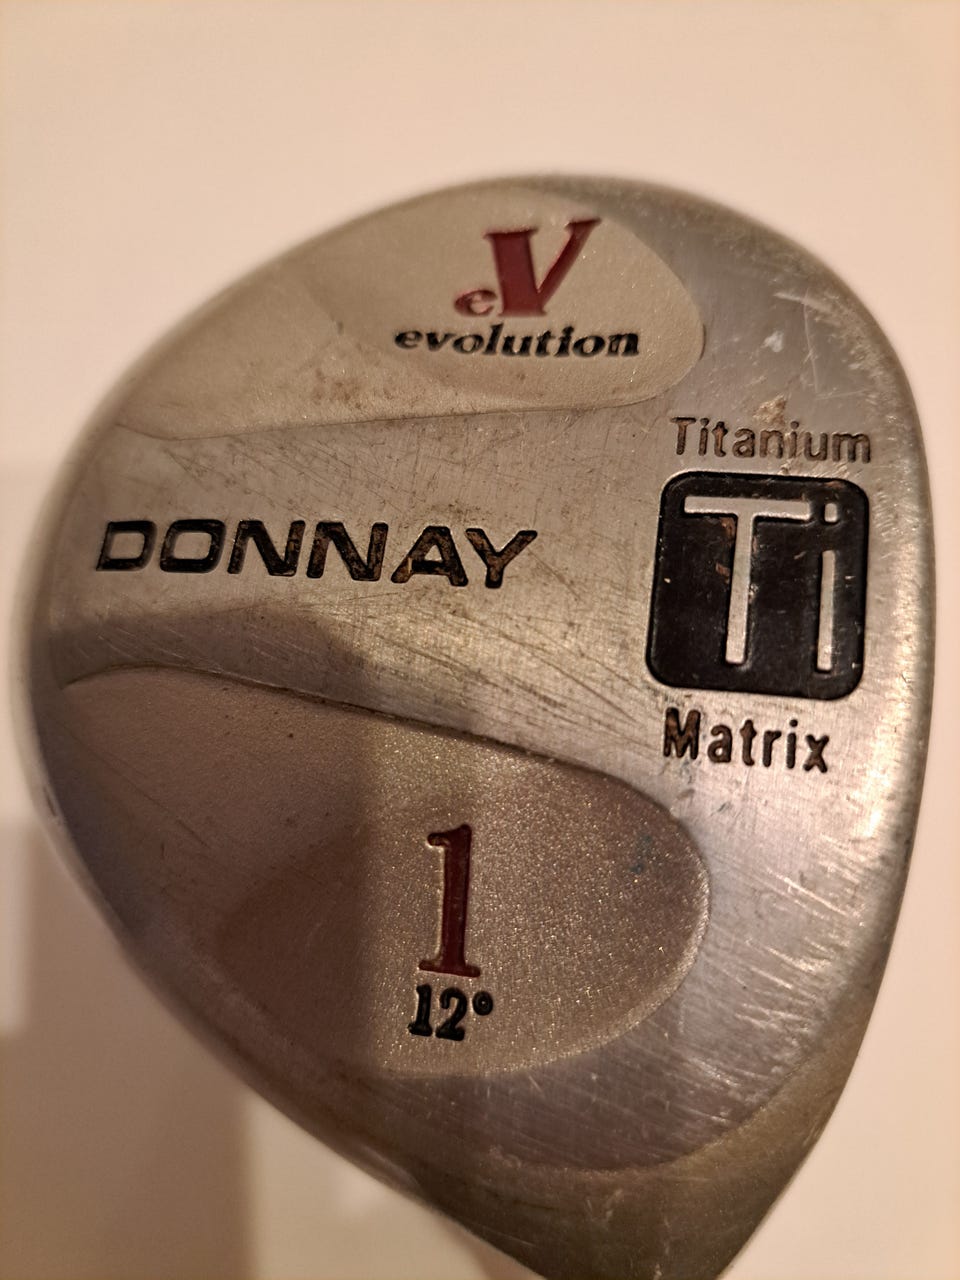 eV
evolution
Titanium
Ti
Matrix
DONNAY
1
12°